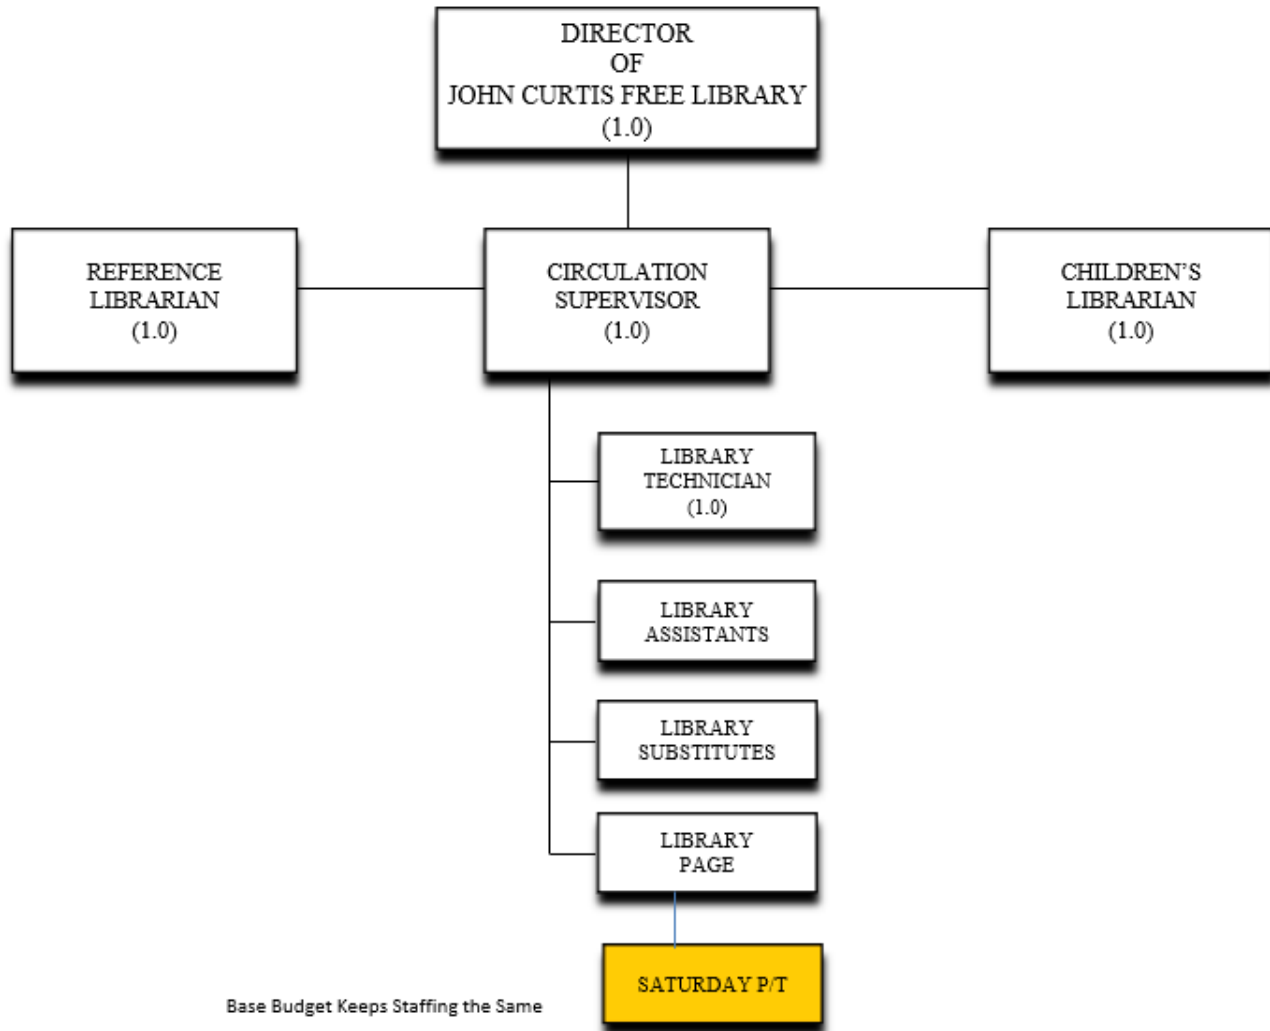 DIRECTOR
OF
JOHN CURTIS FREE LIBRARY
(1.0)
REFERENCE
LIBRARIAN
(1.0)
CIRCULATION
SUPERVISOR
(1.0)
CHILDREN’S
LIBRARIAN
(1.0)
LIBRARY
TECHNICIAN
(1.0)
LIBRARY
ASSISTANTS
LIBRARY
SUBSTITUTES
LIBRARY
PAGE
SATURDAY P/T
Base Budget Keeps Staffing the Same